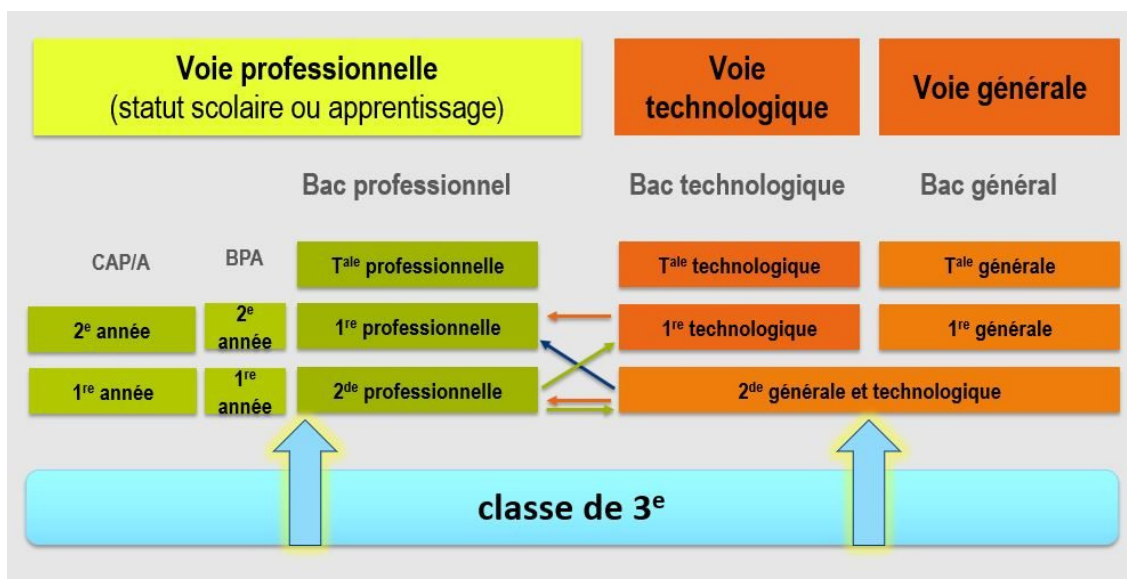 Voie professionnelle
(statut scolaire ou apprentissage)
Voie
technologique
Voie générale
Bac professionnel
Bac technologique
Bac général
CAP/A
BPA
Tale professionnelle
Tale technologique
Tale générale
2e année
2e
année
1re professionnelle
1re technologique
1re générale
1re année
1re
année
2de professionnelle
2de générale et technologique
classe de 3e